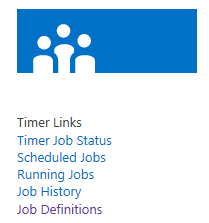 Timer Links
Timer Job Status
Scheduled Jobs
Running Jobs
Job History
Job Definitions